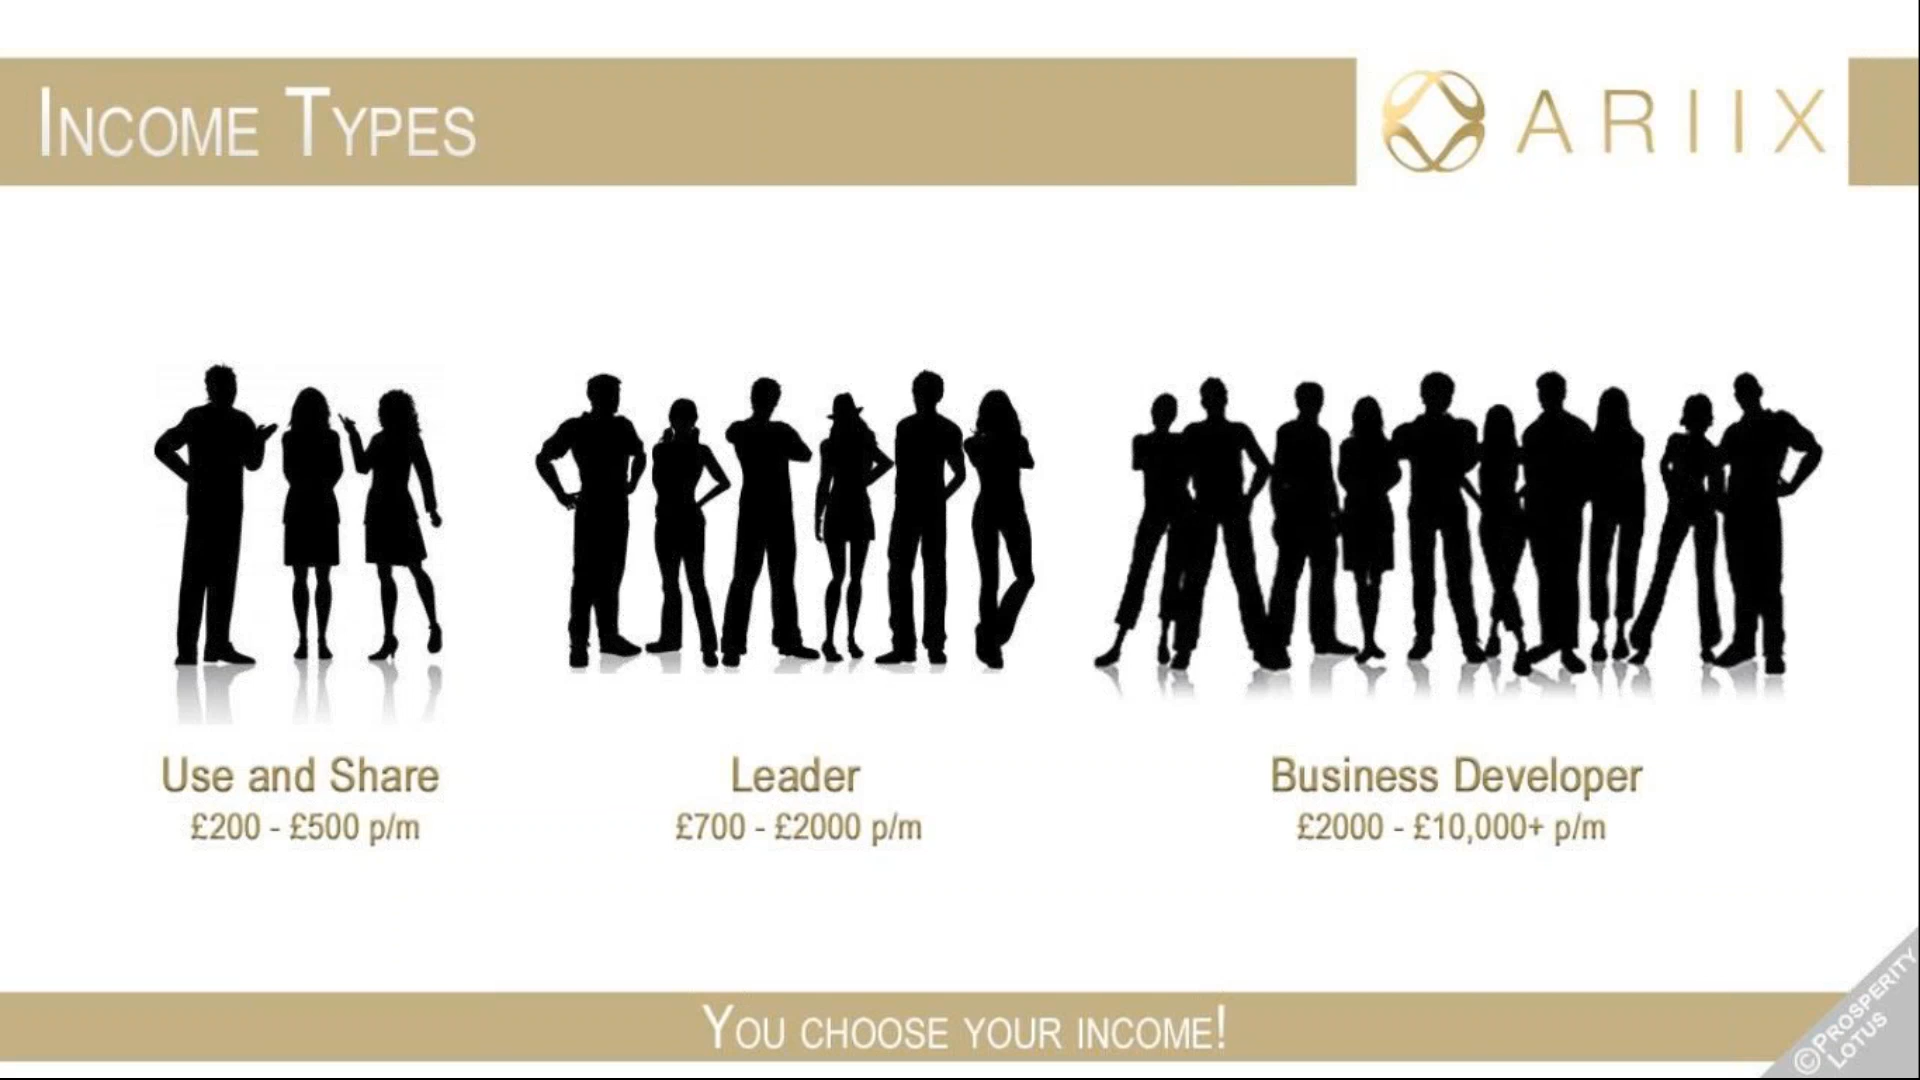 INCOME TYPES
ARIIX
Use and Share
£200 - £500 p/m
Leader
£700 - £2000 p/m
Business Developer
£2000 - £10,000+ p/m
YOU CHOOSE YOUR INCOME!
©PROSPERITY
LOTUS